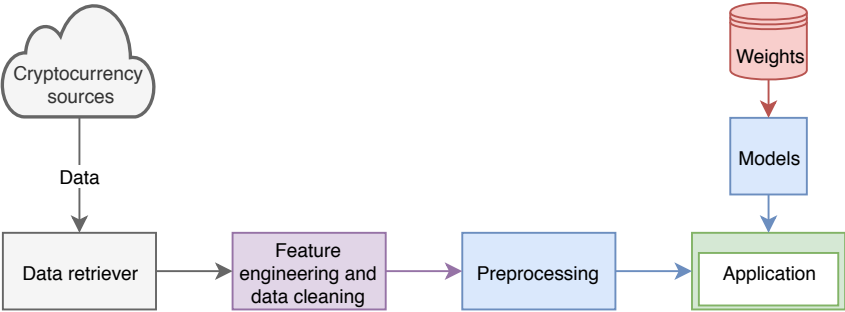 Cryptocurrency
sources
Weights
Models
Data
Data retriever
Feature
engineering and
data cleaning
Preprocessing
Application